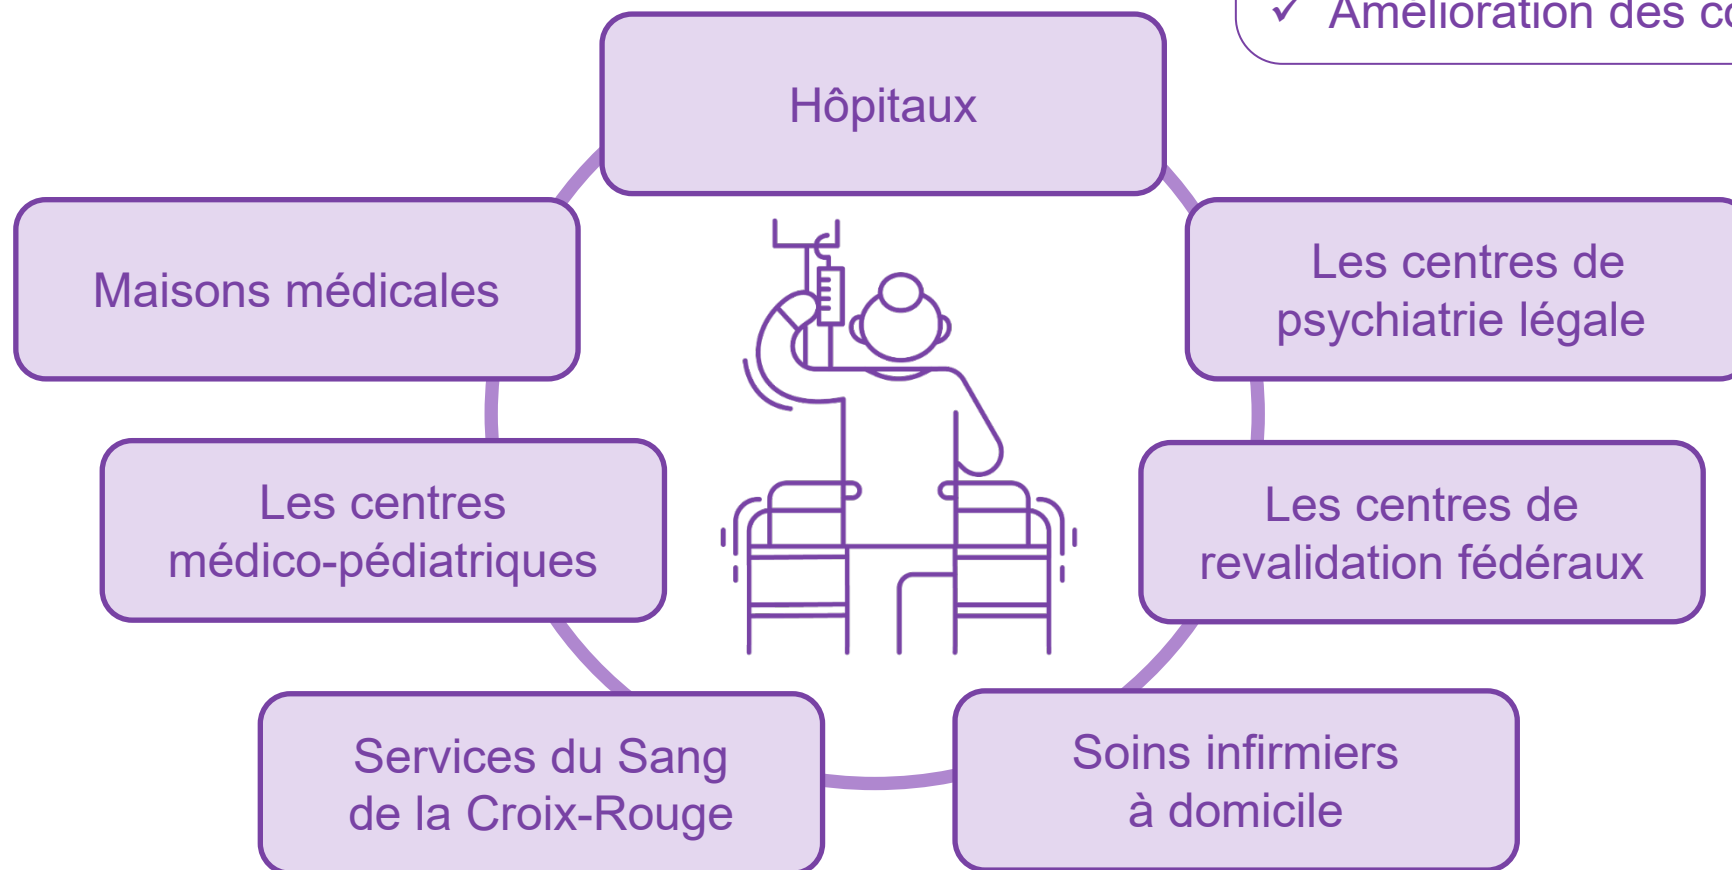 ✓ Amélioration des
Hôpitaux
Maisons médicales
Les centres de
psychiatrie légale
Les centres
médico-pédiatriques
Les centres de
revalidation fédéraux
Services du Sang
de la Croix-Rouge
Soins infirmiers
à domicile